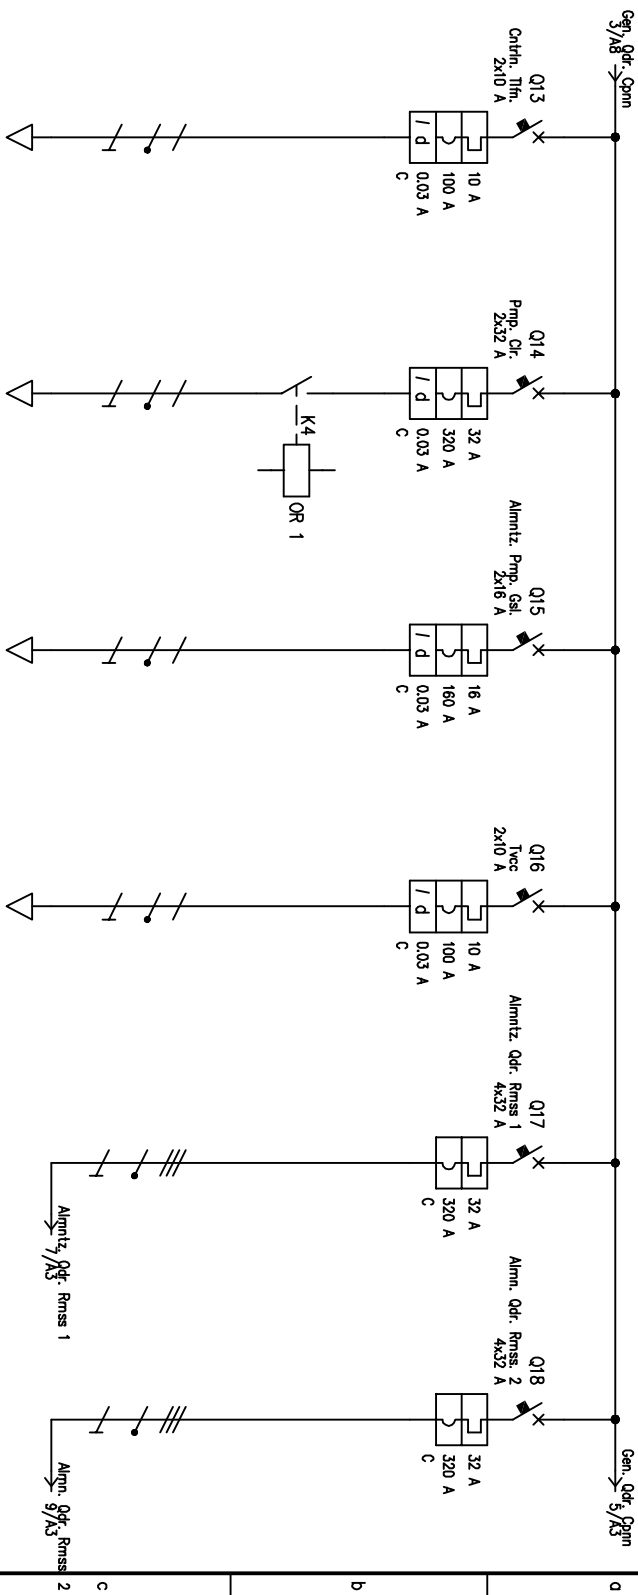 Gen. Qdr. Cpnn
3/A8
Q13
Cntrln. Tlfn.
2x10 A
10 A
100 A
I d
0.03 A
C
Q14
Pmp. Clr.
2x32 A
32 A
320 A
I d
0.03 A
C
K4
OR 1
Q15
Almntz. Pmp. Gsl.
2x16 A
16 A
160 A
I d
0.03 A
C
Q16
Tvcc
2x10 A
10 A
100 A
I d
0.03 A
C
Q17
Almntz. Qdr. Rmss 1
4x32 A
32 A
320 A
C
Almntz. Qdr. Rmss 1
7/A3
Q18
Almn. Qdr. Rmss. 2
4x32 A
32 A
320 A
C
Almn. Qdr. Rmss. 2
9/A3
Gen. Qdr. Cpnn
5/A3
a
b
c